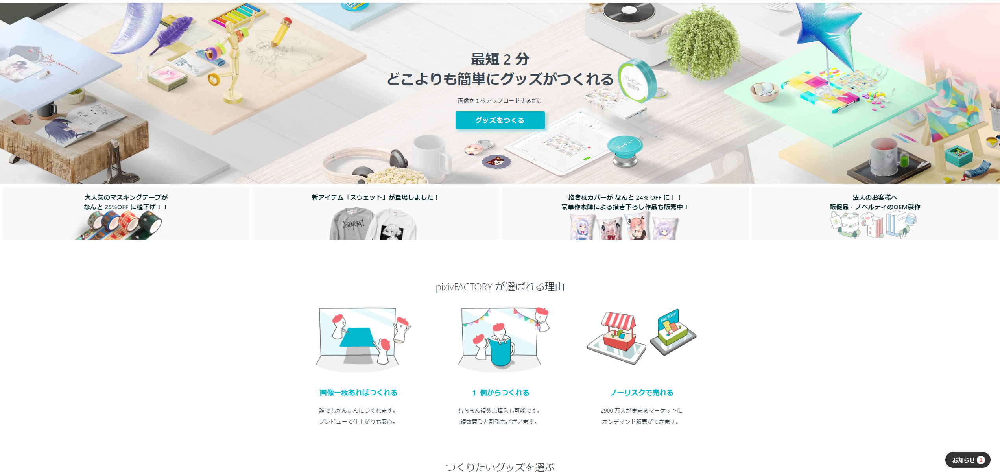 最短 2 分
どこよりも簡単にグッズがつくれる
プレビュー
作成中
画像を１枚アップロードするだけ
グッズをつくる
プレビュー
大人気のマスキングテープが
なんと 25%OFF に値下げ！！
新アイテム「スウェット」が登場しました！
抱き枕カバーが なんと 24% OFF に！！
豪華作家陣による描き下ろし作品も販売中！
法人のお客様へ
販促品・ノベルティのOEM製作
pixivFACTORY が選ばれる理由
FACTORY
画像一枚あればつくれる
1 個からつくれる
ノーリスクで売れる
誰でもかんたんにつくれます。
プレビューで仕上がりも安心。
もちろん複数点購入も可能です。
複数買うと割引もございます。
2900 万人が集まるマーケットに
オンデマンド販売ができます。
お知らせ 2
つくりたいグッズを選ぶ